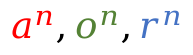 aⁿ, oⁿ, rⁿ